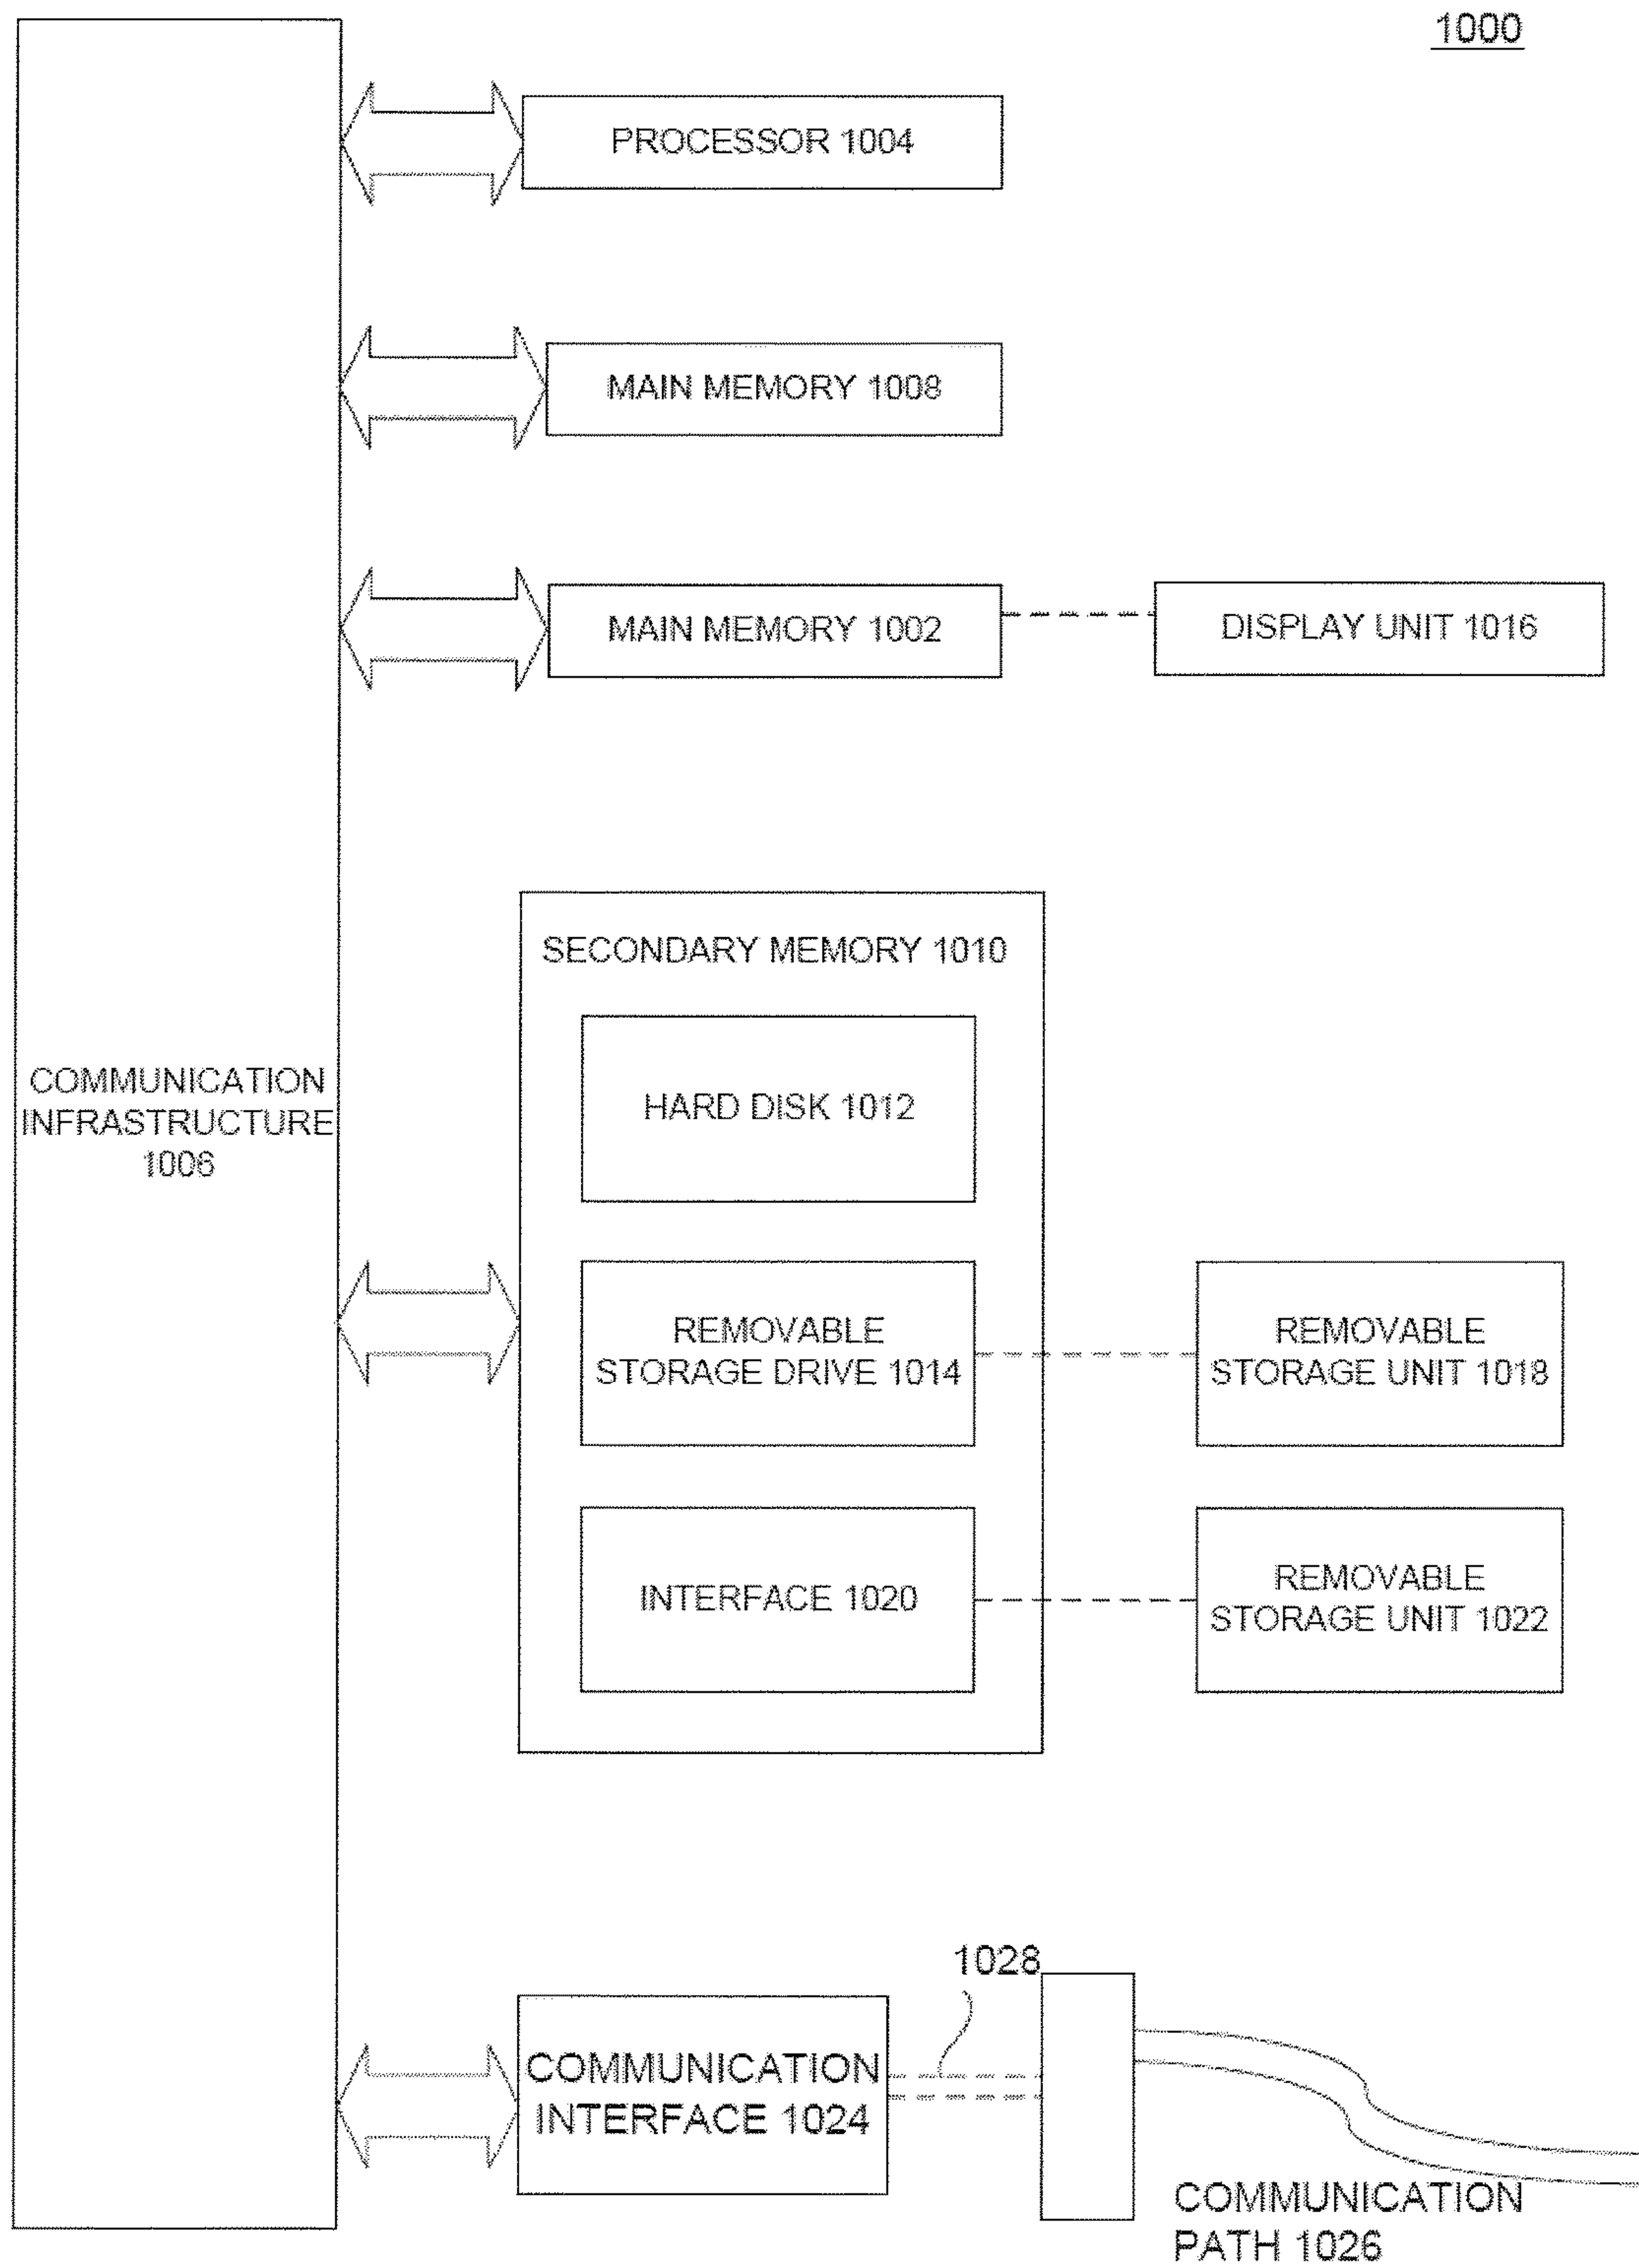 1000
PROCESSOR 1004
MAIN MEMORY 1008
MAIN MEMORY 1002
DISPLAY UNIT 1016
SECONDARY MEMORY 1010
HARD DISK 1012
COMMUNICATION
INFRASTRUCTURE
1006
REMOVABLE
STORAGE DRIVE 1014
REMOVABLE
STORAGE UNIT 1018
INTERFACE 1020
REMOVABLE
STORAGE UNIT 1022
1028
COMMUNICATION
INTERFACE 1024
COMMUNICATION
PATH 1026